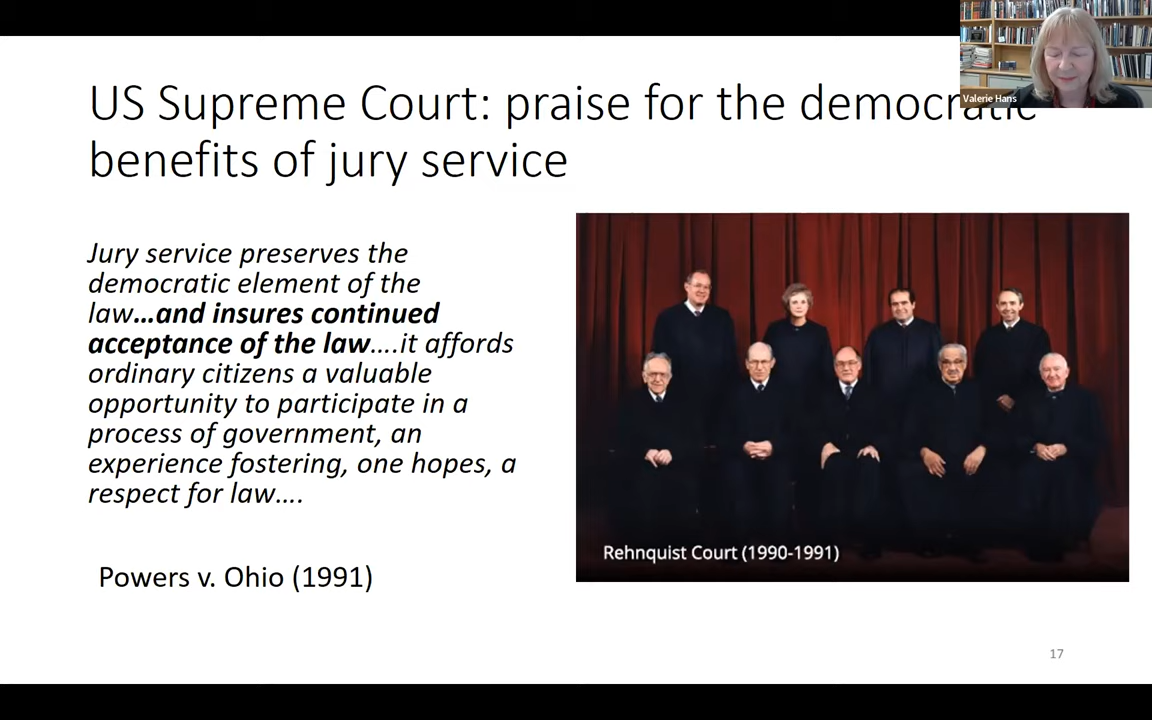 US Supreme Court: praise for the democratic
benefits of jury service
Valerie Hans
Jury service preserves the
democratic element of the
law…and insures continued
acceptance of the law….it affords
ordinary citizens a valuable
opportunity to participate in a
process of government, an
experience fostering, one hopes, a
respect for law….
Powers v. Ohio (1991)
Rehnquist Court (1990-1991)
17